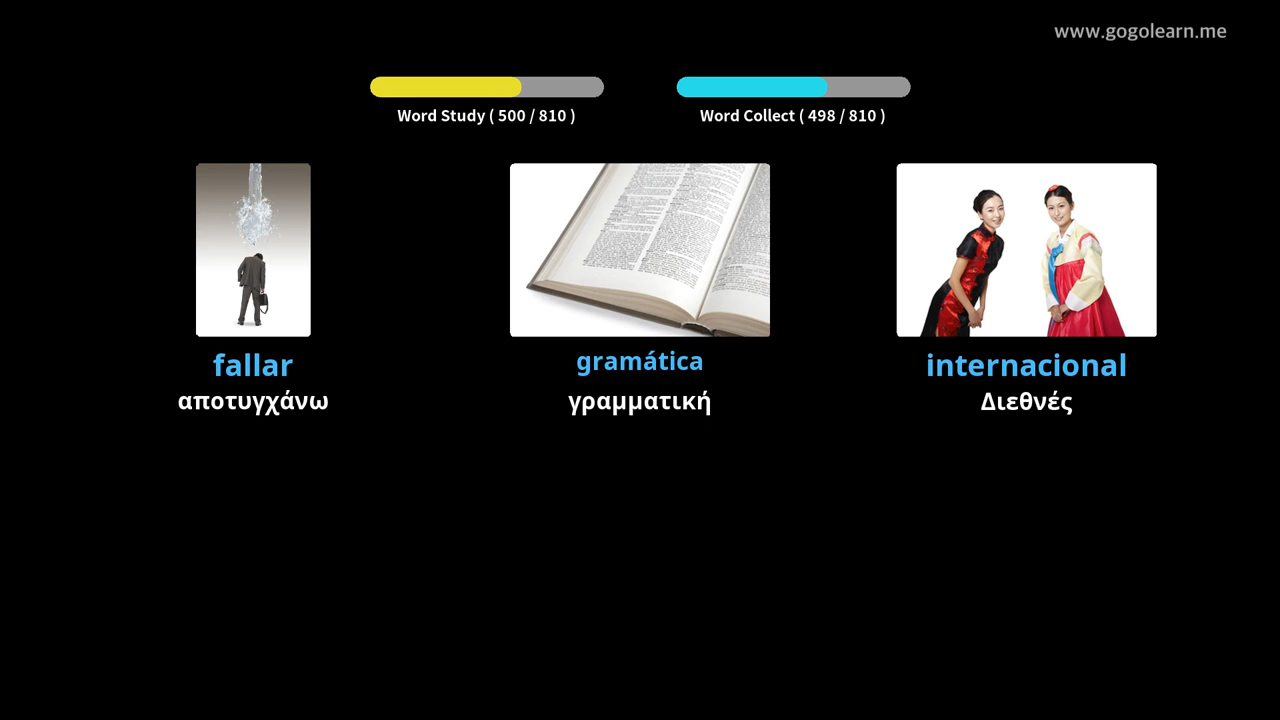 www.gogolearn.me
Word Study ( 500 / 810 )
Word Collect ( 498 / 810 )
fallar
αποτυγχάνω
gramática
γραμματική
internacional
Διεθνές